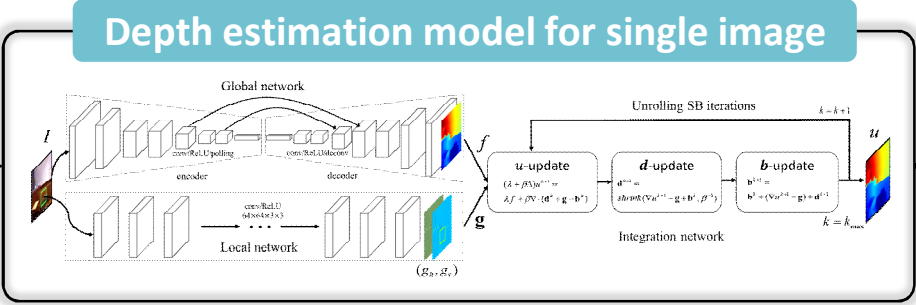 Depth estimation model for single image
Global network
I
conv/ReLU/polling
conv/ReLU/deconv
encoder
decoder
f
conv/ReLU
64×64×3×3
Local network
g
(g_h, g_v)
Unrolling SB iterations
k = k + 1
u
u-update
d-update
b-update
k = k_max
Integration network